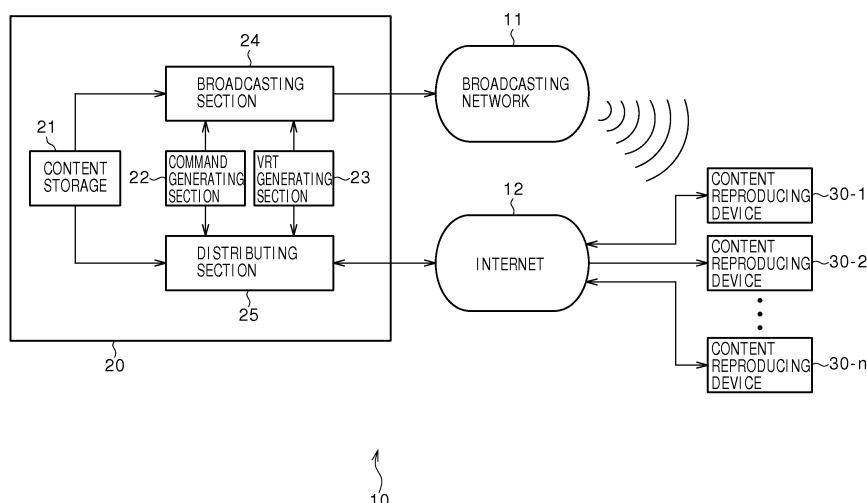 24
BROADCASTING
SECTION
11
BROADCASTING
NETWORK
21
CONTENT
STORAGE
22
COMMAND
GENERATING
SECTION
VRT
GENERATING
SECTION
23
DISTRIBUTING
SECTION
25
20
12
INTERNET
CONTENT
REPRODUCING
DEVICE
30-1
CONTENT
REPRODUCING
DEVICE
30-2
CONTENT
REPRODUCING
DEVICE
30-n
10